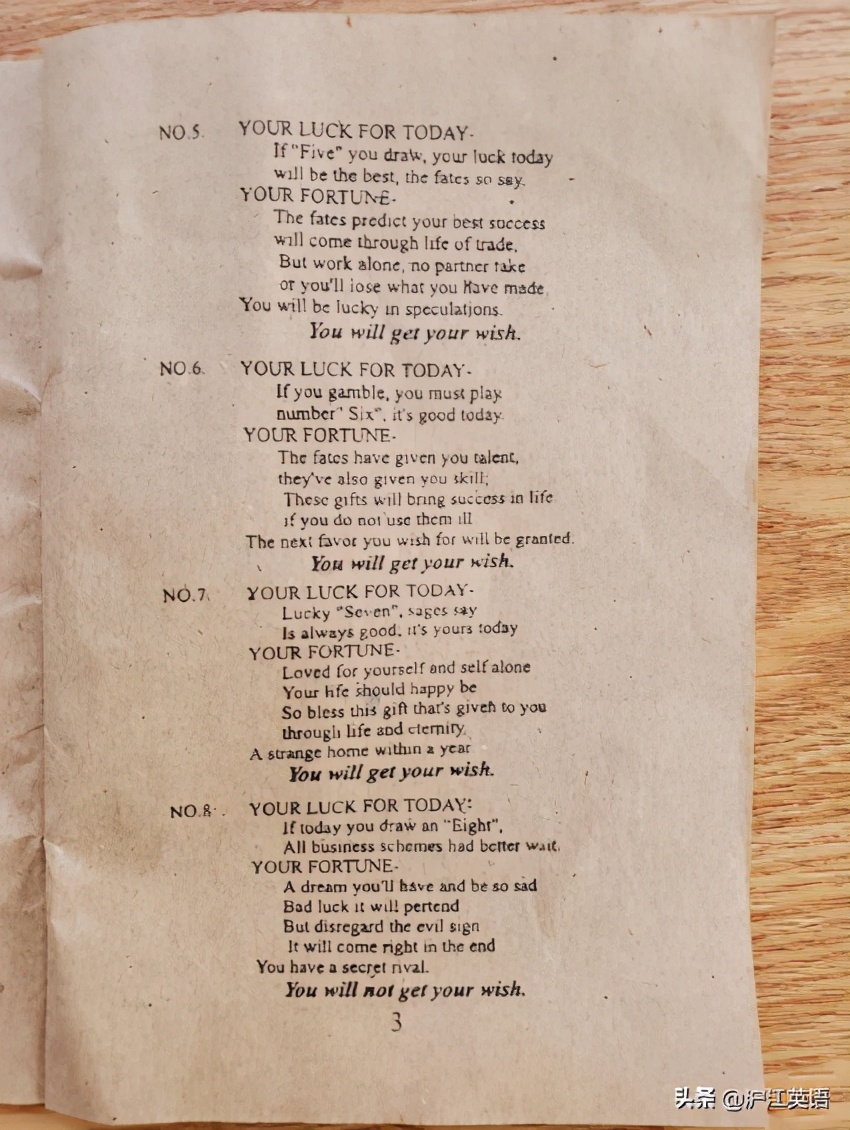 NO.5. YOUR LUCK FOR TODAY-
If "Five" you draw, your luck today
will be the best, the fates so say.
YOUR FORTUNE-
The fates predict your best success
will come through life of trade,
But work alone, no partner take
or you'll lose what you have made
You will be lucky in speculations.
You will get your wish.
NO.6. YOUR LUCK FOR TODAY-
If you gamble, you must play
number" Six", it's good today.
YOUR FORTUNE-
The fates have given you talent,
they've also given you skill;
These gifts will bring success in life
if you do not use them ill
The next favor you wish for will be granted.
You will get your wish.
NO.7. YOUR LUCK FOR TODAY-
Lucky "Seven", sages say
Is always good, it's yours today
YOUR FORTUNE-
Loved for yourself and self alone
Your life should happy be
So bless this gift that's given to you
through life and eternity.
A strange home within a year
You will get your wish.
NO.8. YOUR LUCK FOR TODAY:
If today you draw an "Eight",
All business schemes had better wait.
YOUR FORTUNE-
A dream you'll have and be so sad
Bad luck it will pertend
But disregard the evil sign
It will come right in the end
You have a secret rival.
You will not get your wish.
3
头条 @沪江英语